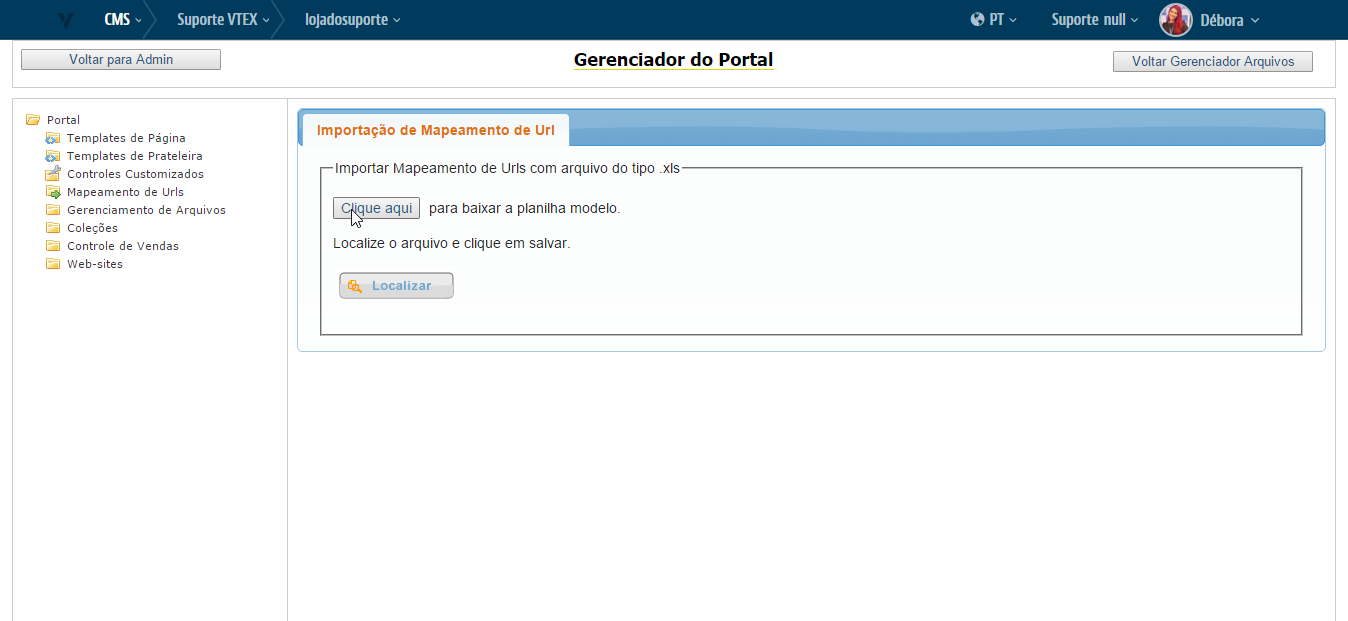 CMS Suporte VTEX lojadosuporte PT Suporte null Débora
Voltar para Admin Gerenciador do Portal Voltar Gerenciador Arquivos
Portal
Templates de Página
Templates de Prateleira
Controles Customizados
Mapeamento de Urls
Gerenciamento de Arquivos
Coleções
Controle de Vendas
Web-sites
Importação de Mapeamento de Url
Importar Mapeamento de Urls com arquivo do tipo .xls
Clique aqui para baixar a planilha modelo.
Localize o arquivo e clique em salvar.
Localizar